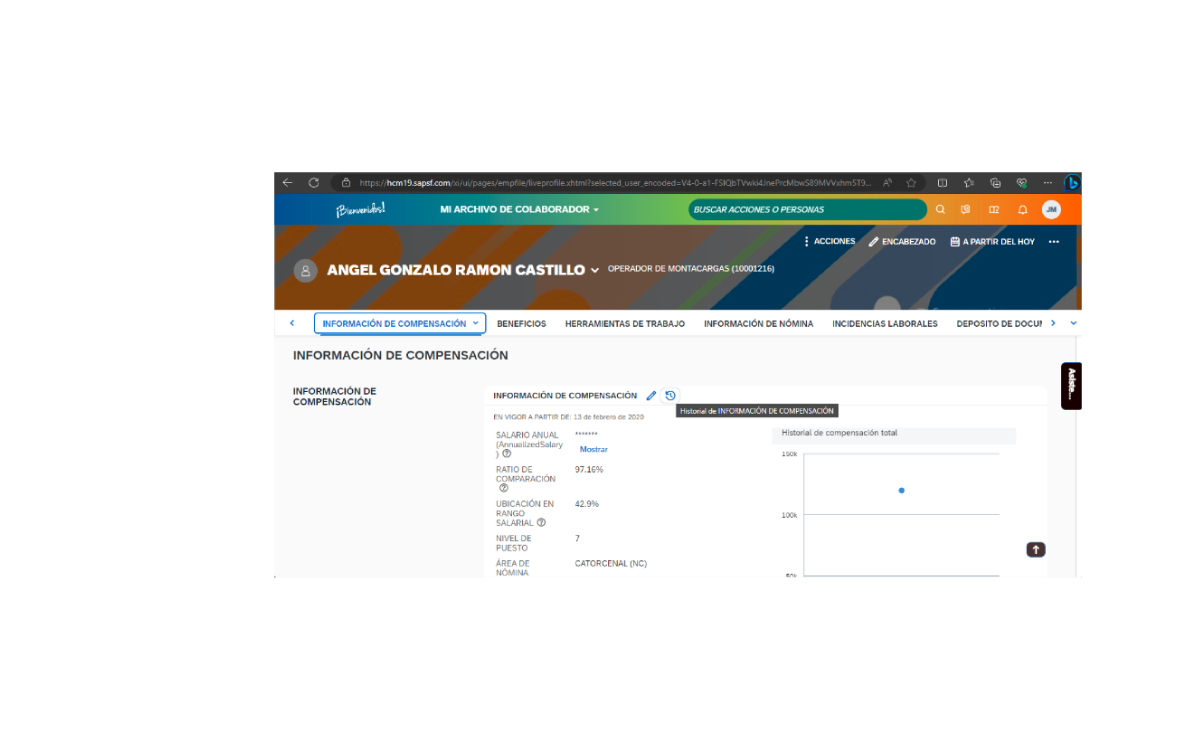 https://hcm19.sapsf.com/xi/ui/pages/empfile/liveprofile.xhtml?selected_user_encoded=V4-0-a1-
¡Bienvenidos!
MI ARCHIVO DE COLABORADOR
BUSCAR ACCIONES O PERSONAS
JM
ACCIONES
ENCABEZADO
A PARTIR DEL HOY
ANGEL GONZALO RAMON CASTILLO
OPERADOR DE MONTACARGAS (10001216)
INFORMACIÓN DE COMPENSACIÓN
BENEFICIOS
HERRAMIENTAS DE TRABAJO
INFORMACIÓN DE NÓMINA
INCIDENCIAS LABORALES
DEPOSITO DE DOCUM
INFORMACIÓN DE COMPENSACIÓN
Asiste...
INFORMACIÓN DE
COMPENSACIÓN
INFORMACIÓN DE COMPENSACIÓN
Historial de INFORMACIÓN DE COMPENSACIÓN
EN VIGOR A PARTIR DE: 13 de febrero de 2020
SALARIO ANUAL
(AnnualizedSalary
)
*******
Mostrar
RATIO DE
COMPARACIÓN
97.16%
UBICACIÓN EN
RANGO
SALARIAL
42.9%
NIVEL DE
PUESTO
7
ÁREA DE
NÓMINA
CATORCENAL (NC)
Historial de compensación total
150k
100k
50k